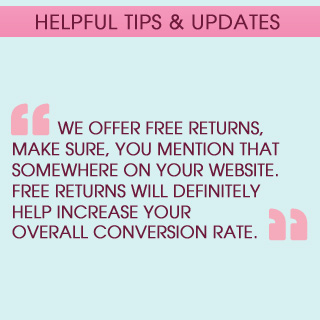 HELPFUL TIPS & UPDATES
“ WE OFFER FREE RETURNS,
MAKE SURE, YOU MENTION THAT
SOMEWHERE ON YOUR WEBSITE.
FREE RETURNS WILL DEFINITELY
HELP INCREASE YOUR
OVERALL CONVERSION RATE. ”